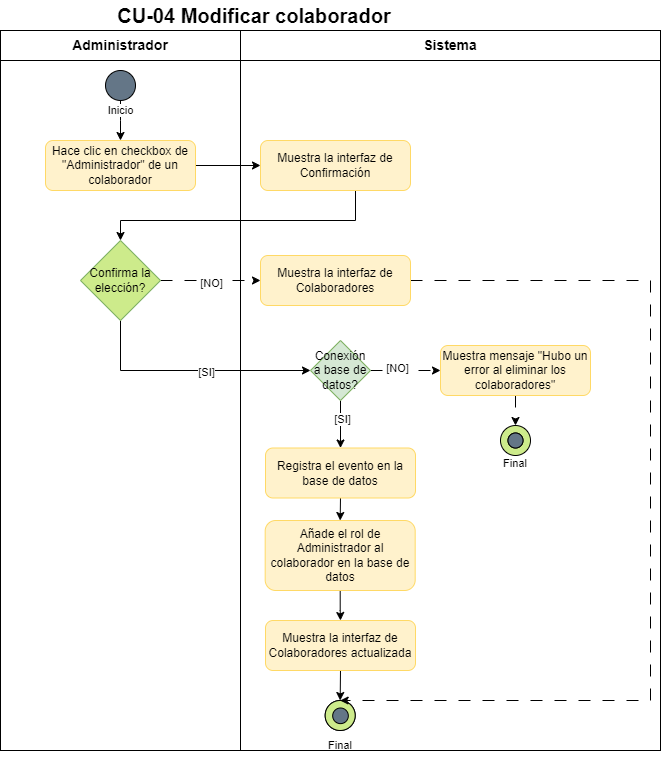 CU-04 Modificar colaborador
Administrador
Sistema
Inicio
Hace clic en checkbox de
"Administrador" de un
colaborador
Muestra la interfaz de
Confirmación
Confirma la
elección?
[NO]
Muestra la interfaz de
Colaboradores
[SI]
Conexión
a base de
datos?
[NO]
Muestra mensaje "Hubo un
error al eliminar los
colaboradores"
[SI]
Final
Registra el evento en la
base de datos
Añade el rol de
Administrador al
colaborador en la base de
datos
Muestra la interfaz de
Colaboradores actualizada
Final